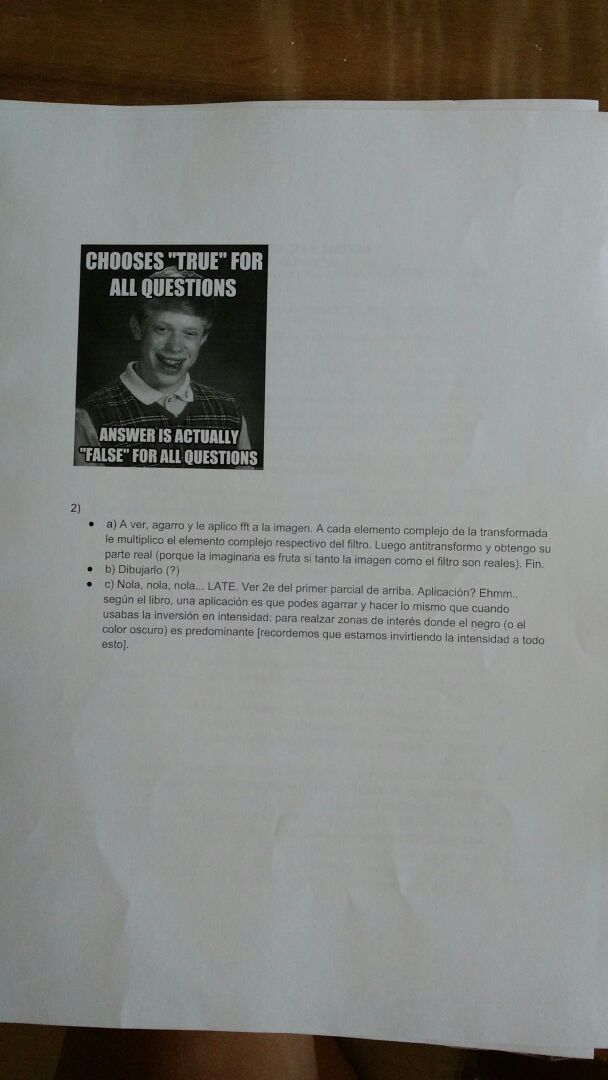 CHOOSES "TRUE" FOR
ALL QUESTIONS
ANSWER IS ACTUALLY
"FALSE" FOR ALL QUESTIONS
2)
• a) A ver, agarro y le aplico fft a la imagen. A cada elemento complejo de la transformada
le multiplico el elemento complejo respectivo del filtro. Luego antitransformo y obtengo su
parte real (porque la imaginaria es fruta si tanto la imagen como el filtro son reales). Fin.
• b) Dibujarlo (?)
• c) Nola, nola, nola... LATE. Ver 2e del primer parcial de arriba. Aplicación? Ehmm..
según el libro, una aplicación es que podes agarrar y hacer lo mismo que cuando
usabas la inversión en intensidad: para realzar zonas de interés donde el negro (o el
color oscuro) es predominante [recordemos que estamos invirtiendo la intensidad a todo
esto].